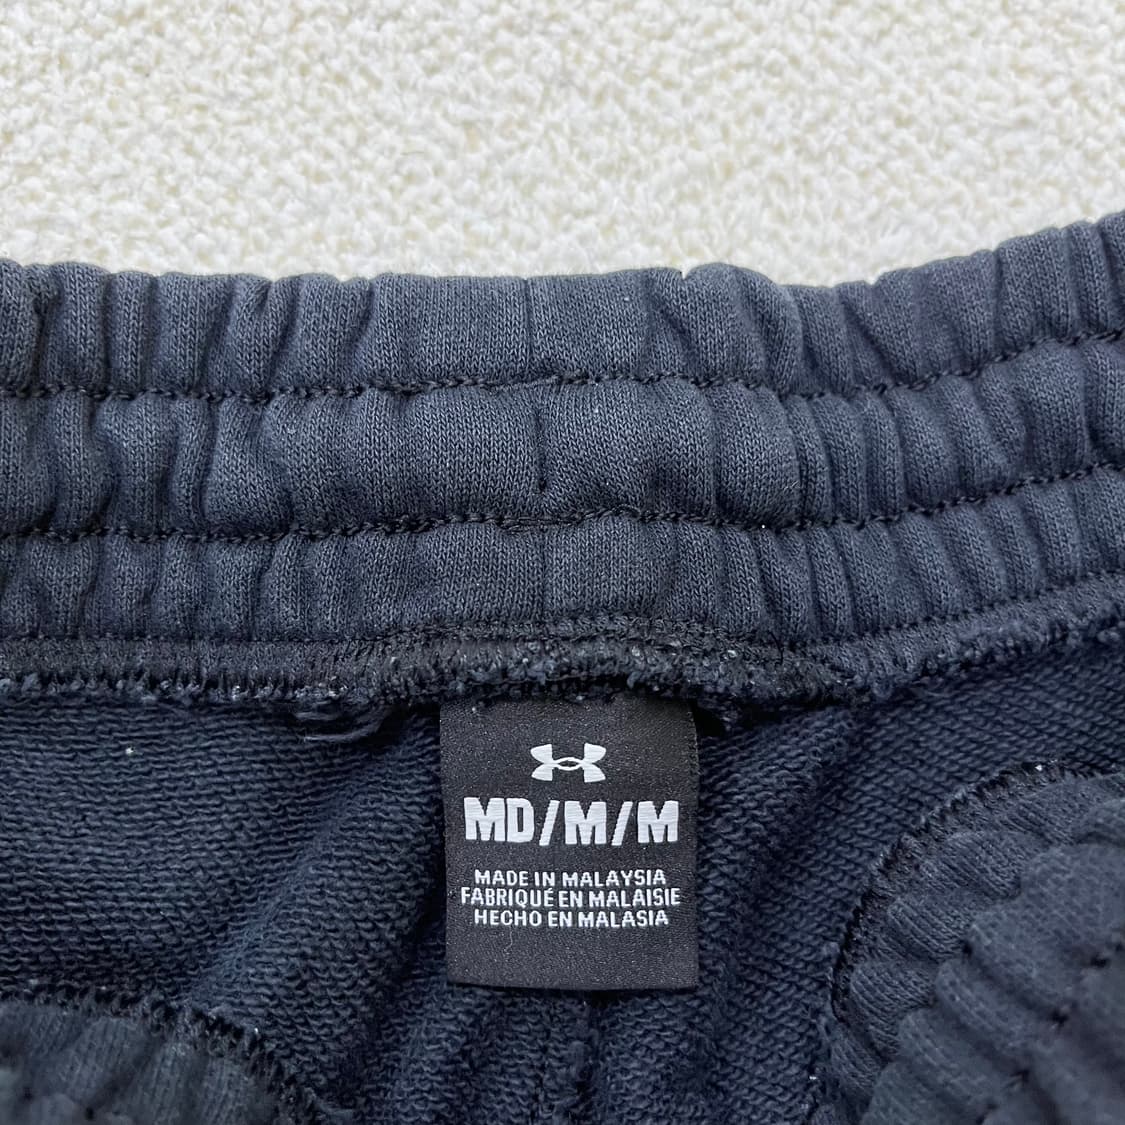 MD/M/M
MADE IN MALAYSIA
FABRIQUÉ EN MALAISIE
HECHO EN MALASIA